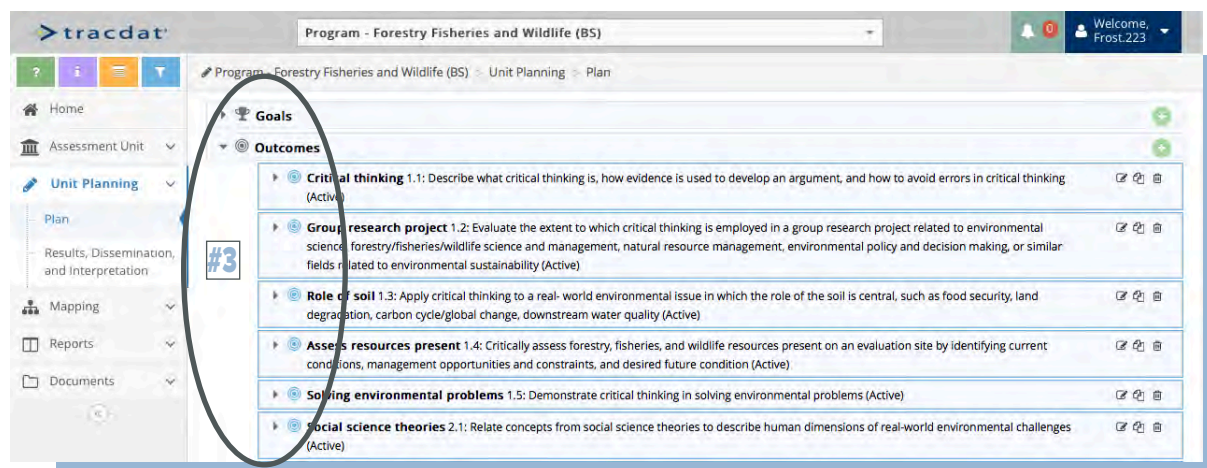 tracdat
Program - Forestry Fisheries and Wildlife (BS)
0
Welcome,
Frost.223
? i
Program - Forestry Fisheries and Wildlife (BS) > Unit Planning > Plan
Home
Assessment Unit
Unit Planning
Plan
Results, Dissemination,
and Interpretation
Mapping
Reports
Documents
#3
Goals
Outcomes
Critical thinking 1.1: Describe what critical thinking is, how evidence is used to develop an argument, and how to avoid errors in critical thinking
(Active)
Group research project 1.2: Evaluate the extent to which critical thinking is employed in a group research project related to environmental
science, forestry/fisheries/wildlife science and management, natural resource management, environmental policy and decision making, or similar
fields related to environmental sustainability (Active)
Role of soil 1.3: Apply critical thinking to a real- world environmental issue in which the role of the soil is central, such as food security, land
degradation, carbon cycle/global change, downstream water quality (Active)
Assess resources present 1.4: Critically assess forestry, fisheries, and wildlife resources present on an evaluation site by identifying current
conditions, management opportunities and constraints, and desired future condition (Active)
Solving environmental problems 1.5: Demonstrate critical thinking in solving environmental problems (Active)
Social science theories 2.1: Relate concepts from social science theories to describe human dimensions of real-world environmental challenges
(Active)